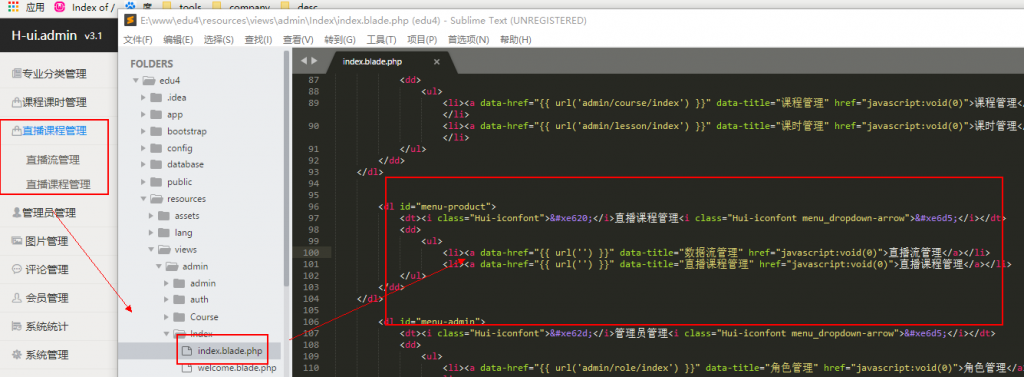 应用 Index of / 度 tools company / desc
E:\www\edu4\resources\views\admin\Index\index.blade.php (edu4) - Sublime Text (UNREGISTERED)
H-ui.admin v3.1
文件(F) 编辑(E) 选择(S) 查找(I) 查看(V) 转到(G) 工具(T) 项目(P) 首选项(N) 帮助(H)
专业分类管理
课程课时管理
直播课程管理
直播流管理
直播课程管理
管理员管理
图片管理
评论管理
会员管理
系统统计
系统管理
FOLDERS
edu4
.idea
app
bootstrap
config
database
public
resources
assets
lang
views
admin
admin
auth
Course
Index
index.blade.php
welcome.blade.php
index.blade.php ×
87 <dd>
88 <ul>
89 <li><a data-href="{{ url('admin/course/index') }}" data-title="课程管理" href="javascript:void(0)">课程管理</
</li>
90 <li><a data-href="{{ url('admin/lesson/index') }}" data-title="课时管理" href="javascript:void(0)">课时管理</
</li>
91 </ul>
92 </dd>
93 </dl>
94
95
96 <dl id="menu-product">
97 <dt><i class="Hui-iconfont">&#xe620;</i>直播课程管理<i class="Hui-iconfont menu_dropdown-arrow">&#xe6d5;</i></dt>
98 <dd>
99 <ul>
100 <li><a data-href="{{ url('') }}" data-title="数据流管理" href="javascript:void(0)">直播流管理</a></li>
101 <li><a data-href="{{ url('') }}" data-title="直播课程管理" href="javascript:void(0)">直播课程管理</a></li>
102 </ul>
103 </dd>
104 </dl>
105
106 <dl id="menu-admin">
107 <dt><i class="Hui-iconfont">&#xe62d;</i>管理员管理<i class="Hui-iconfont menu_dropdown-arrow">&#xe6d5;</i></dt>
108 <dd>
109 <ul>
110 <li><a data-href="{{ url('admin/role/index') }}" data-title="角色管理" href="javascript:void(0)">角色管理</a